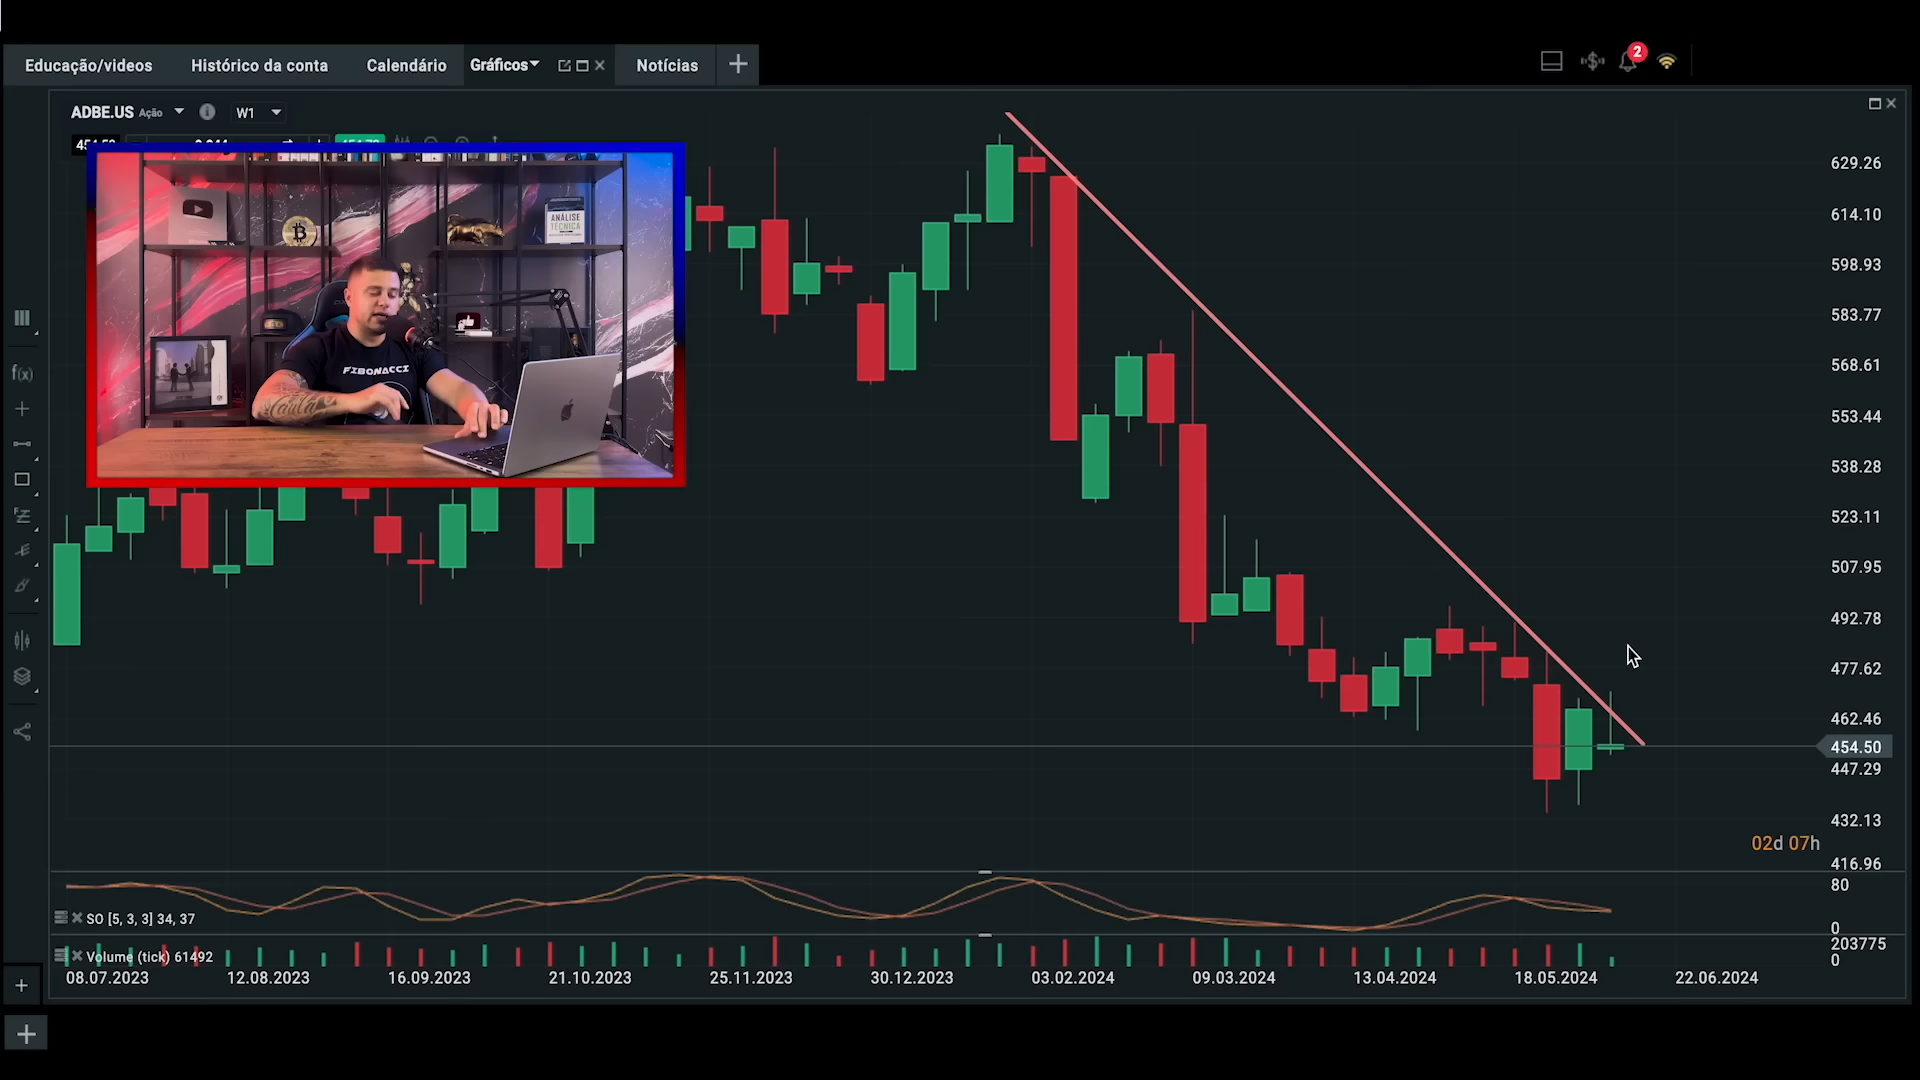 Educação/videos Histórico da conta Calendário Gráficos Notícias
2
ADBE.US Ação W1
629.26
614.10
598.93
583.77
568.61
553.44
538.28
523.11
507.95
492.78
477.62
462.46
454.50
447.29
432.13
416.96
ANÁLISE
TÉCNICA
FIBONACCI
f(x)
02d 07h
80
0
SO [5, 3, 3] 34, 37
203775
0
Volume (tick) 61492
08.07.2023 12.08.2023 16.09.2023 21.10.2023 25.11.2023 30.12.2023 03.02.2024 09.03.2024 13.04.2024 18.05.2024 22.06.2024